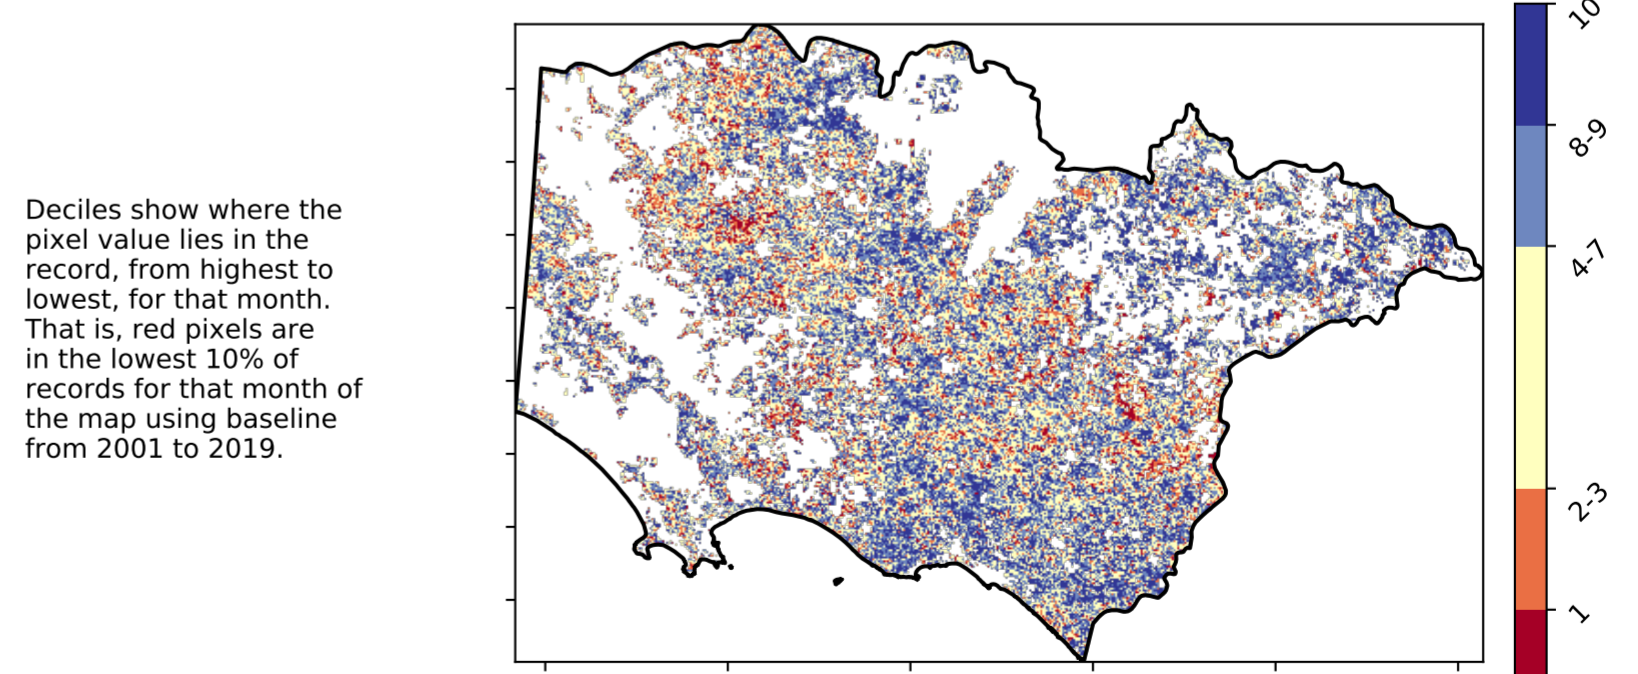 Deciles show where the
pixel value lies in the
record, from highest to
lowest, for that month.
That is, red pixels are
in the lowest 10% of
records for that month of
the map using baseline
from 2001 to 2019.
10
8-9
4-7
2-3
1